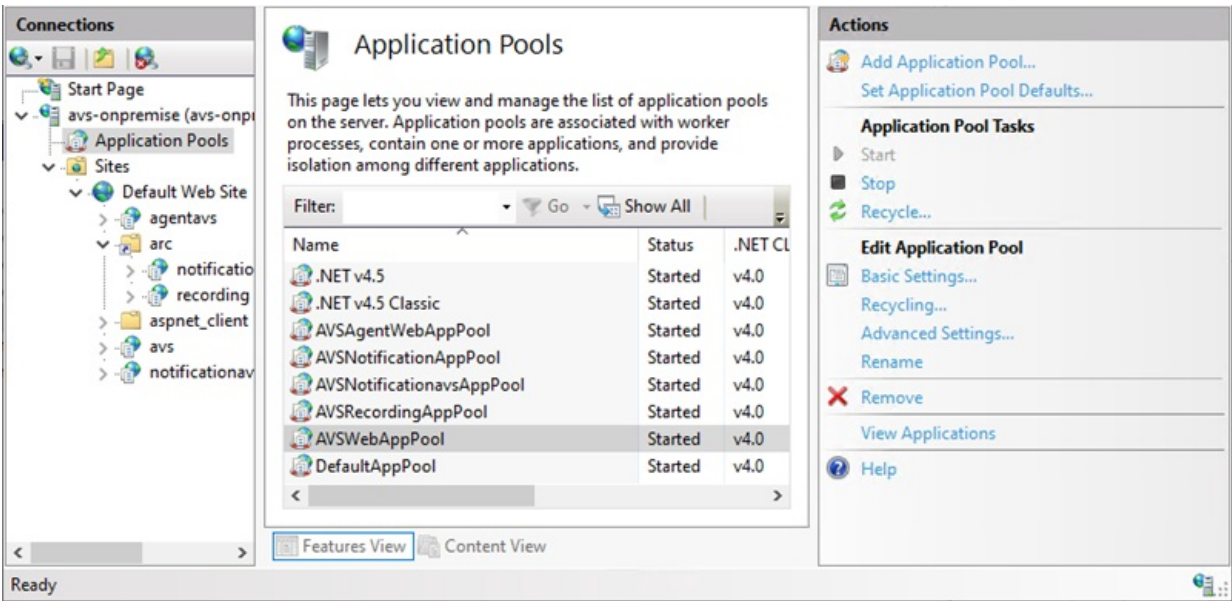 Connections
Start Page
avs-onpremise (avs-onpr
Application Pools
Sites
Default Web Site
agentavs
arc
notificatio
recording
aspnet_client
avs
notificationav
Application Pools
This page lets you view and manage the list of application pools
on the server. Application pools are associated with worker
processes, contain one or more applications, and provide
isolation among different applications.
Filter: Go Show All
Name Status .NET CL
.NET v4.5 Started v4.0
.NET v4.5 Classic Started v4.0
AVSAgentWebAppPool Started v4.0
AVSNotificationAppPool Started v4.0
AVSNotificationavsAppPool Started v4.0
AVSRecordingAppPool Started v4.0
AVSWebAppPool Started v4.0
DefaultAppPool Started v4.0
Features View Content View
Actions
Add Application Pool...
Set Application Pool Defaults...
Application Pool Tasks
Start
Stop
Recycle...
Edit Application Pool
Basic Settings...
Recycling...
Advanced Settings...
Rename
Remove
View Applications
Help
Ready